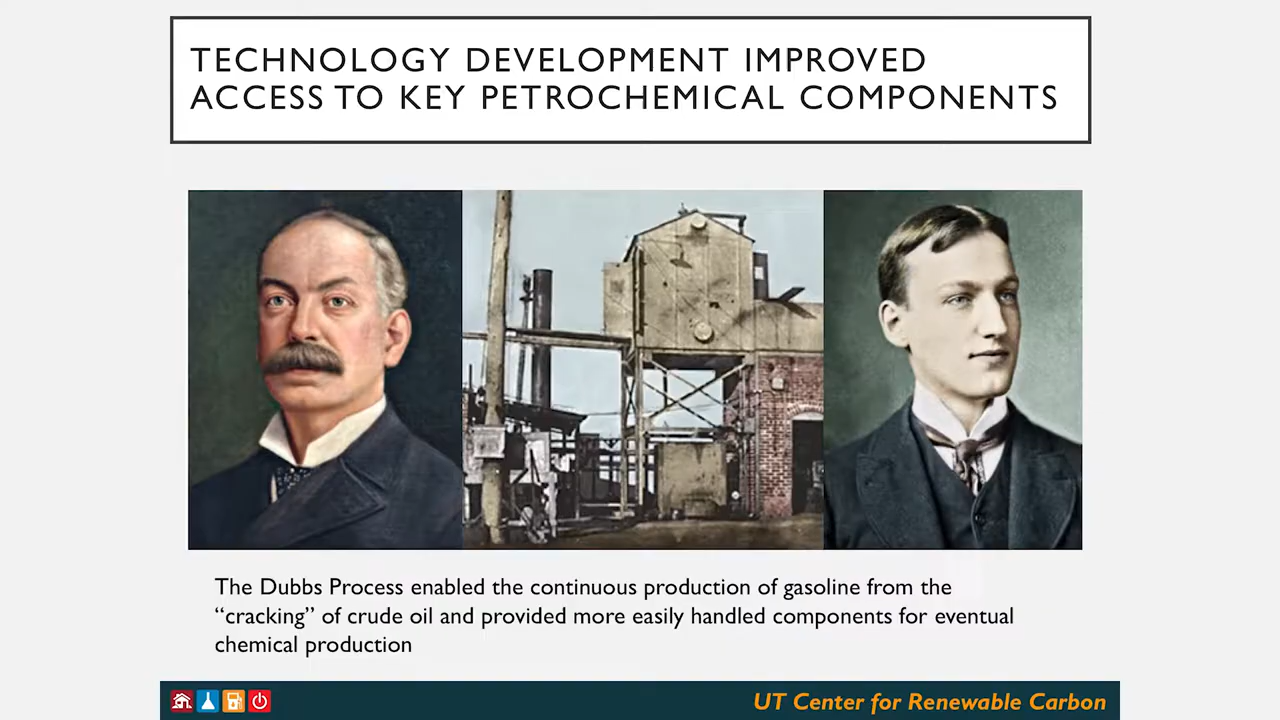 TECHNOLOGY DEVELOPMENT IMPROVED
ACCESS TO KEY PETROCHEMICAL COMPONENTS
The Dubbs Process enabled the continuous production of gasoline from the
“cracking” of crude oil and provided more easily handled components for eventual
chemical production
UT Center for Renewable Carbon